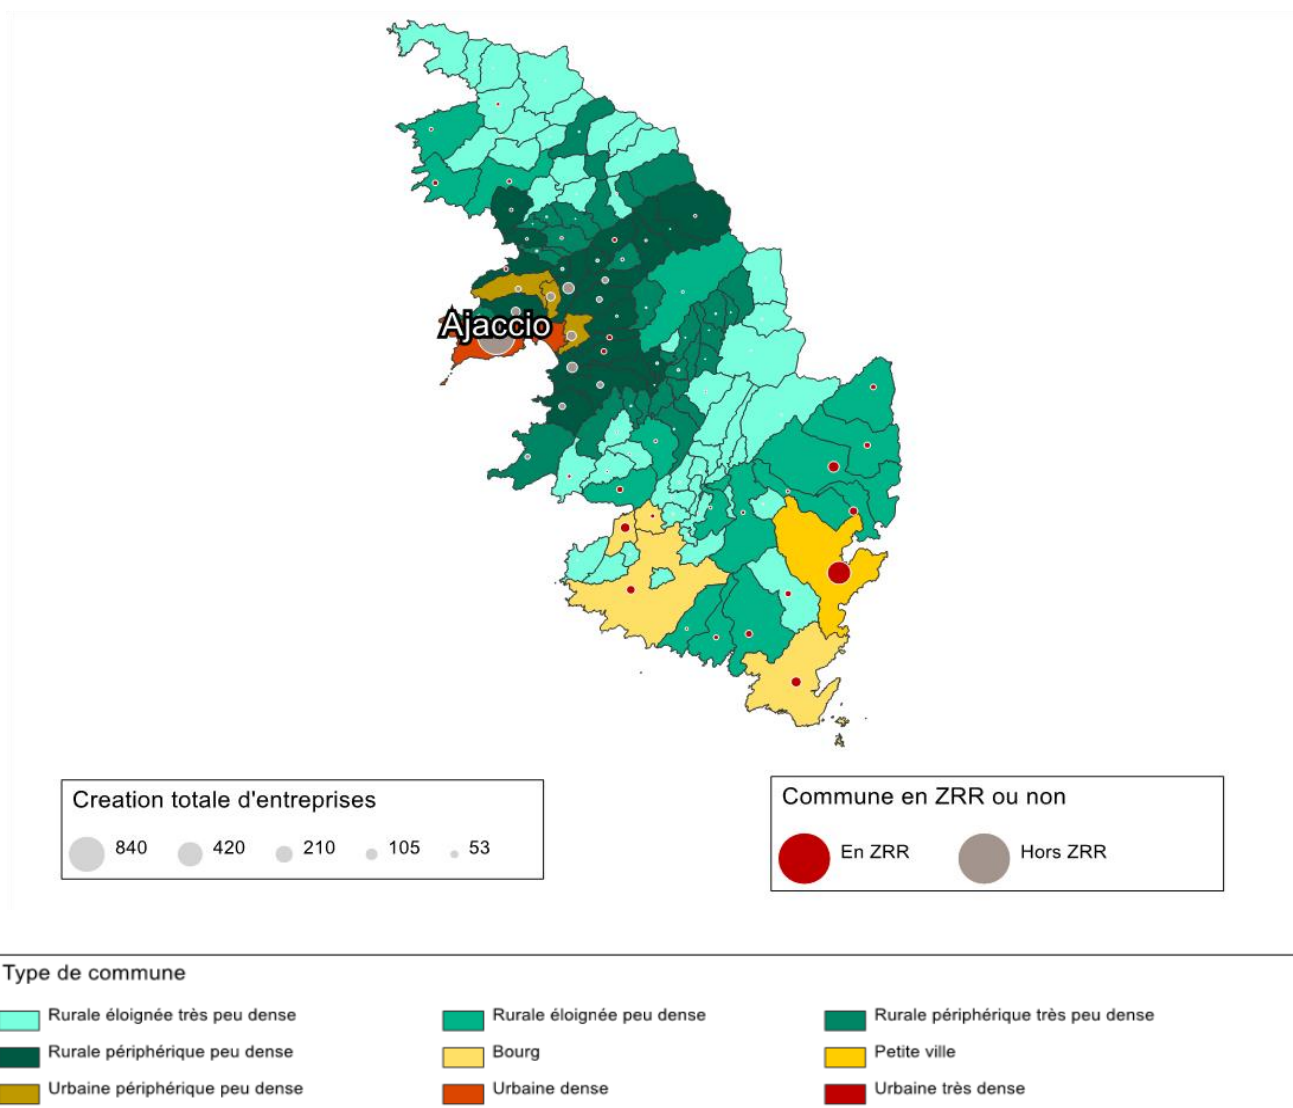 Ajaccio
Creation totale d'entreprises
840 420 210 105 53
Commune en ZRR ou non
En ZRR Hors ZRR
Type de commune
Rurale éloignée très peu dense Rurale éloignée peu dense Rurale périphérique très peu dense
Rurale périphérique peu dense Bourg Petite ville
Urbaine périphérique peu dense Urbaine dense Urbaine très dense